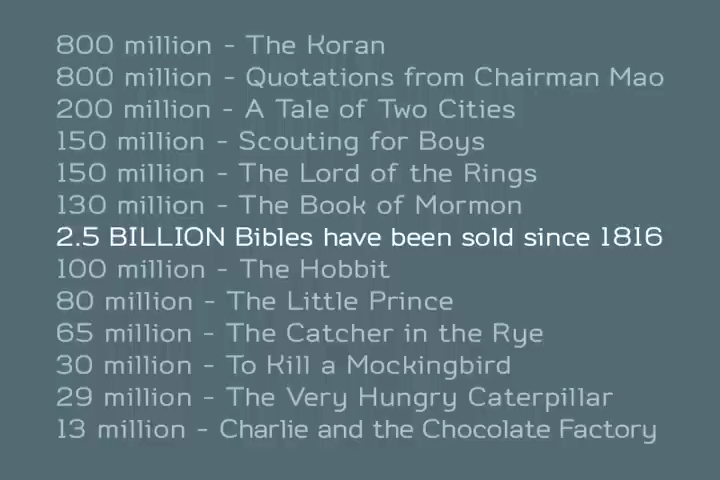 800 million - The Koran
800 million - Quotations from Chairman Mao
200 million - A Tale of Two Cities
150 million - Scouting for Boys
150 million - The Lord of the Rings
130 million - The Book of Mormon
2.5 BILLION Bibles have been sold since 1816
100 million - The Hobbit
80 million - The Little Prince
65 million - The Catcher in the Rye
30 million - To Kill a Mockingbird
29 million - The Very Hungry Caterpillar
13 million - Charlie and the Chocolate Factory